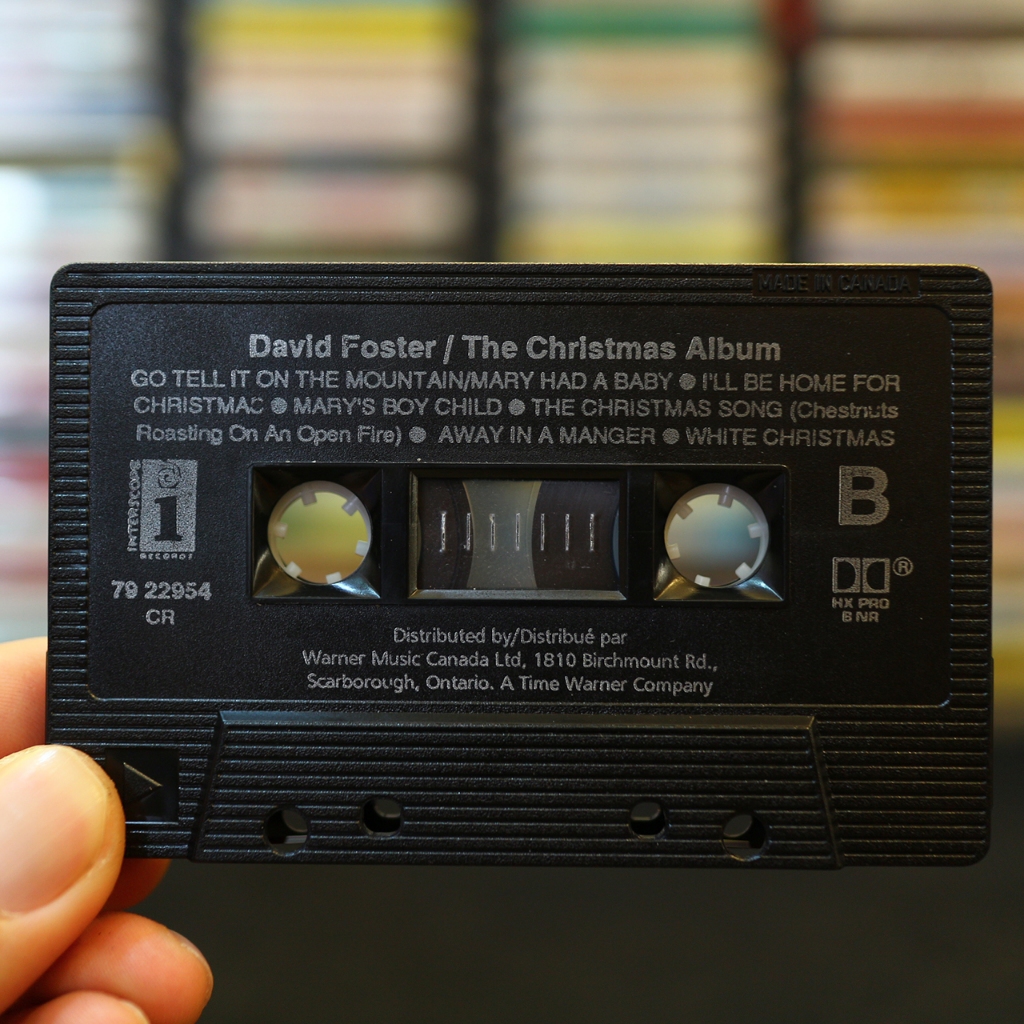 MADE IN CANADA
David Foster / The Christmas Album
GO TELL IT ON THE MOUNTAIN/MARY HAD A BABY ● I'LL BE HOME FOR
CHRISTMAC ● MARY'S BOY CHILD ● THE CHRISTMAS SONG (Chestnuts
Roasting On An Open Fire) ● AWAY IN A MANGER ● WHITE CHRISTMAS
INTERSCOPE
i
RECORDS
B
79 22954
CR
HX PRO
B NR
®
Distributed by/Distribué par
Warner Music Canada Ltd, 1810 Birchmount Rd.,
Scarborough, Ontario. A Time Warner Company